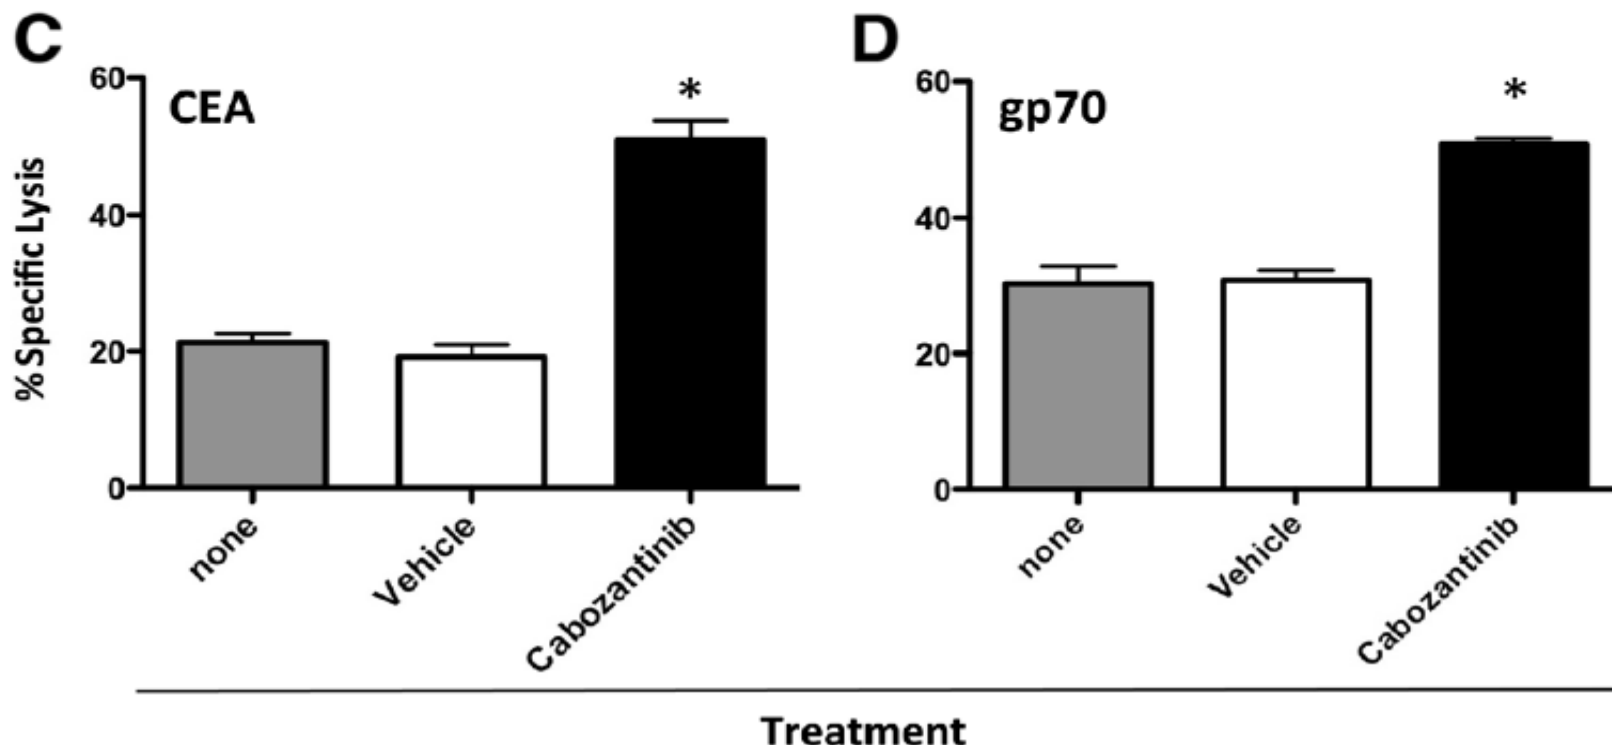 C
CEA
*
% Specific Lysis
60
40
20
0
none
Vehicle
Cabozantinib
D
gp70
*
60
40
20
0
none
Vehicle
Cabozantinib
Treatment